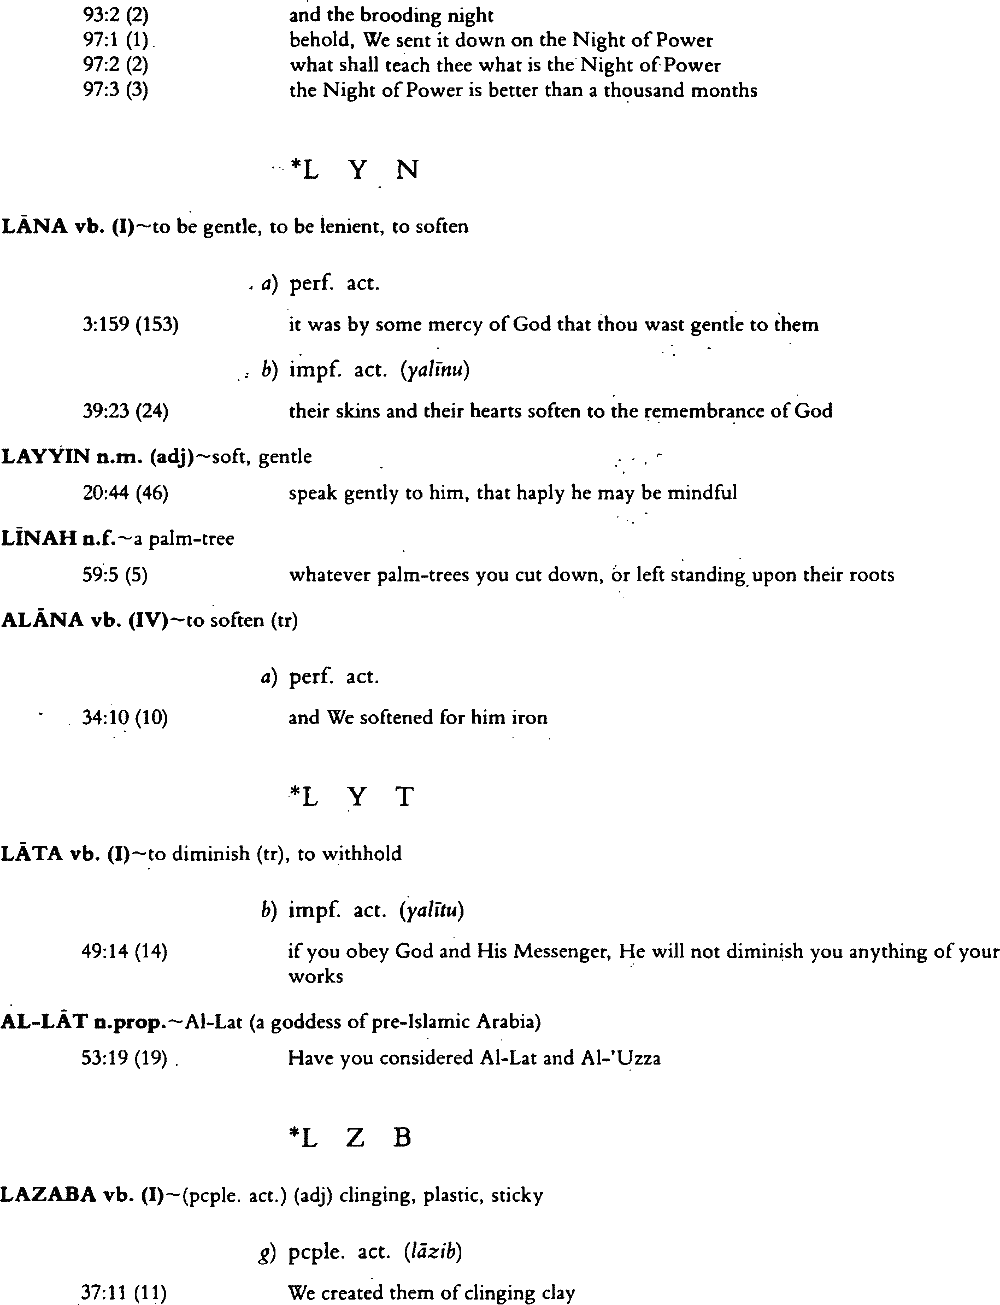 93:2 (2) and the brooding night
97:1 (1) behold, We sent it down on the Night of Power
97:2 (2) what shall teach thee what is the Night of Power
97:3 (3) the Night of Power is better than a thousand months
*L Y N
LĀNA vb. (I)~to be gentle, to be lenient, to soften
a) perf. act.
3:159 (153) it was by some mercy of God that thou wast gentle to them
b) impf. act. (yalīnu)
39:23 (24) their skins and their hearts soften to the remembrance of God
LAYYIN n.m. (adj)~soft, gentle
20:44 (46) speak gently to him, that haply he may be mindful
LĪNAH n.f.~a palm-tree
59:5 (5) whatever palm-trees you cut down, or left standing upon their roots
ALĀNA vb. (IV)~to soften (tr)
a) perf. act.
34:10 (10) and We softened for him iron
*L Y T
LĀTA vb. (I)~to diminish (tr), to withhold
b) impf. act. (yalītu)
49:14 (14) if you obey God and His Messenger, He will not diminish you anything of your
works
AL-LĀT n.prop.~Al-Lat (a goddess of pre-Islamic Arabia)
53:19 (19) Have you considered Al-Lat and Al-'Uzza
*L Z B
LAZABA vb. (I)~(pcple. act.) (adj) clinging, plastic, sticky
g) pcple. act. (lāzib)
37:11 (11) We created them of clinging clay